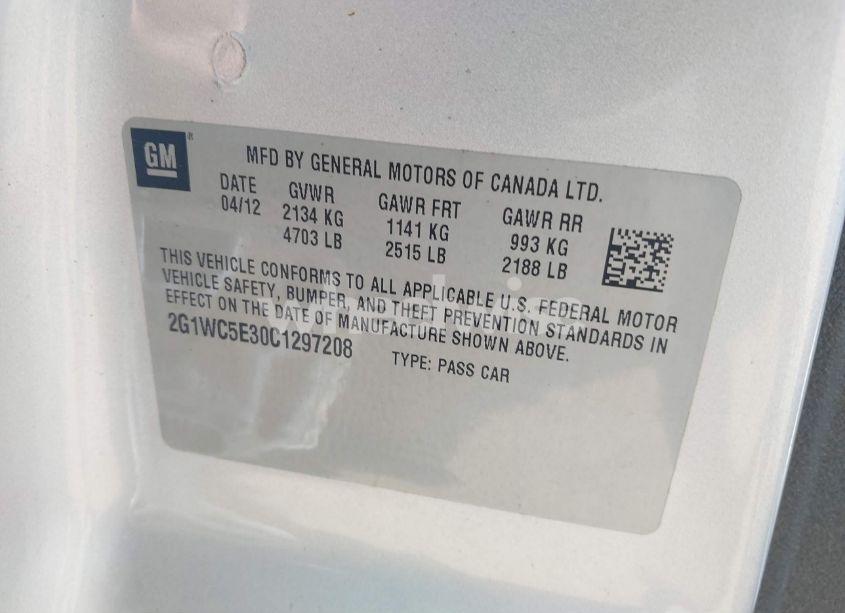 GM
MFD BY GENERAL MOTORS OF CANADA LTD.
DATE GVWR GAWR FRT GAWR RR
04/12 2134 KG 1141 KG 993 KG
4703 LB 2515 LB 2188 LB
THIS VEHICLE CONFORMS TO ALL APPLICABLE U.S. FEDERAL MOTOR
VEHICLE SAFETY, BUMPER, AND THEFT PREVENTION STANDARDS IN
EFFECT ON THE DATE OF MANUFACTURE SHOWN ABOVE.
2G1WC5E30C1297208 TYPE: PASS CAR